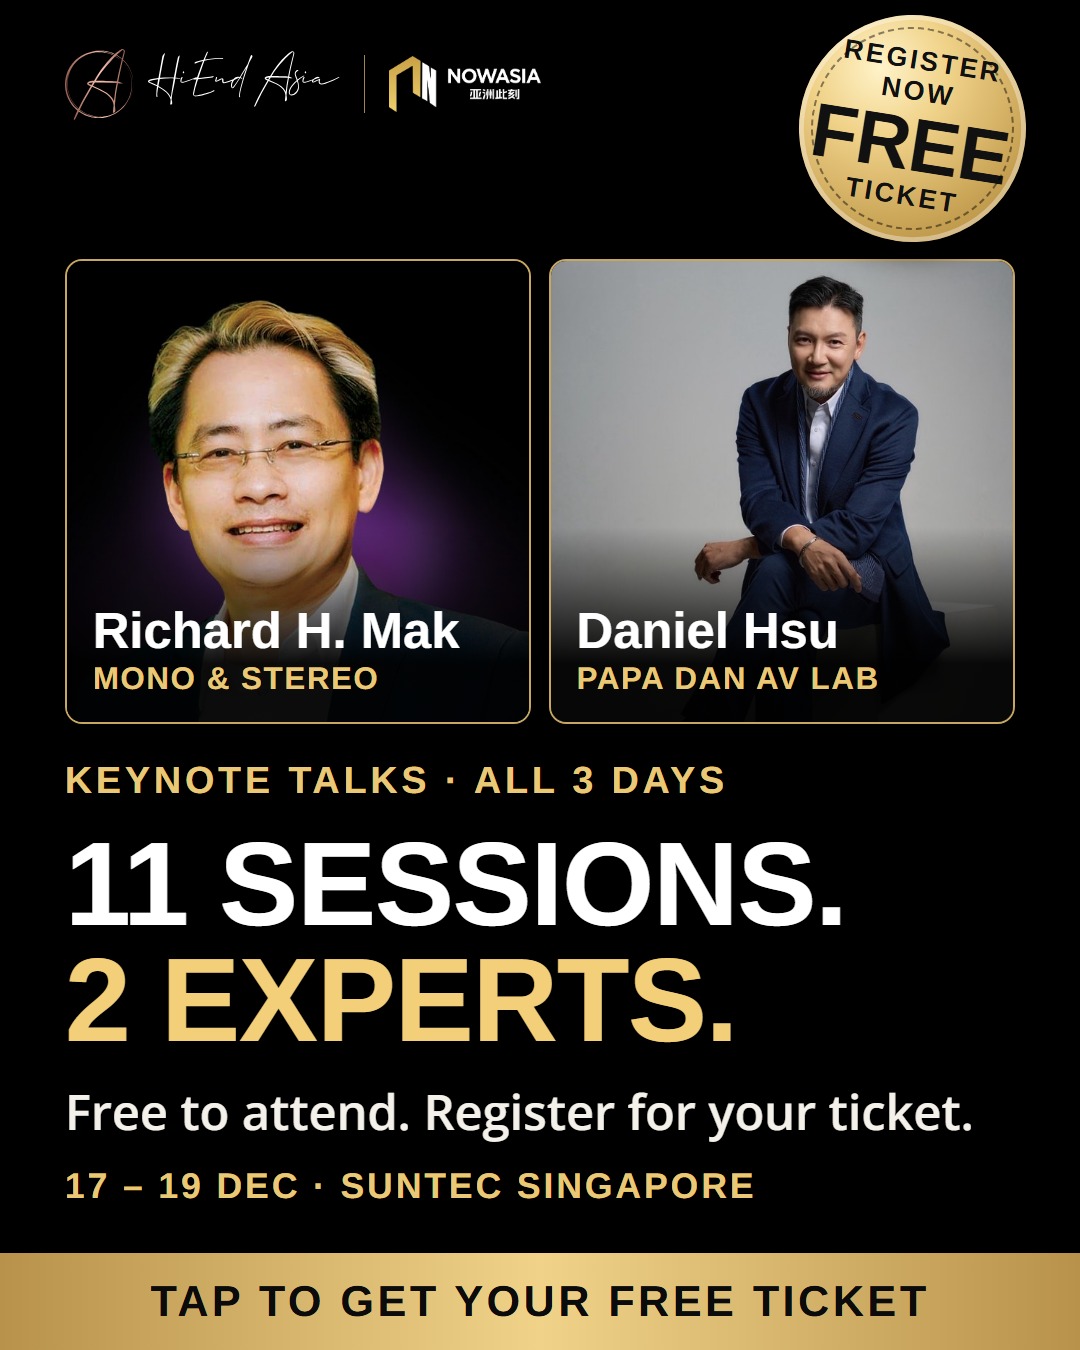 HiEnd Asia
NOWASIA
亚洲此刻
REGISTER
NOW
FREE
TICKET
Richard H. Mak
MONO & STEREO
Daniel Hsu
PAPA DAN AV LAB
KEYNOTE TALKS · ALL 3 DAYS
11 SESSIONS.
2 EXPERTS.
Free to attend. Register for your ticket.
17 – 19 DEC · SUNTEC SINGAPORE
TAP TO GET YOUR FREE TICKET